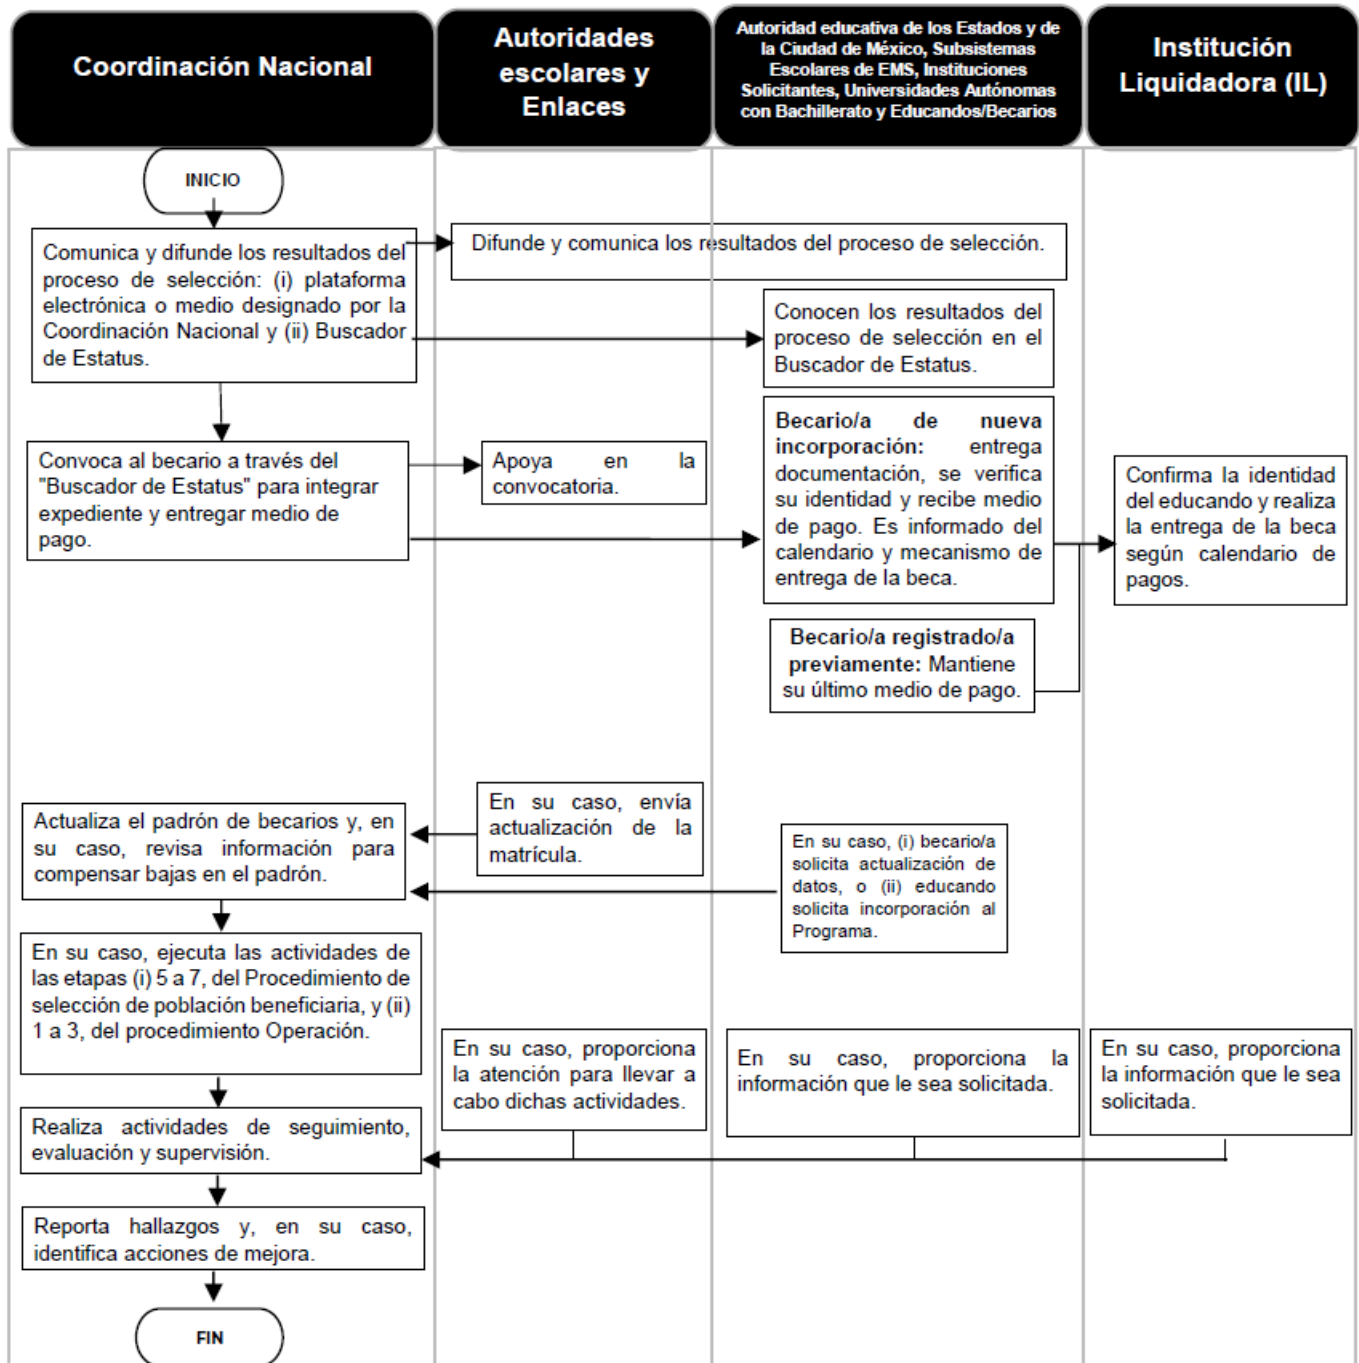 Coordinación Nacional
Autoridades
escolares y
Enlaces
Autoridad educativa de los Estados y de
la Ciudad de México, Subsistemas
Escolares de EMS, Instituciones
Solicitantes, Universidades Autónomas
con Bachillerato y Educandos/Becarios
Institución
Liquidadora (IL)
INICIO
Comunica y difunde los resultados del
proceso de selección: (i) plataforma
electrónica o medio designado por la
Coordinación Nacional y (ii) Buscador
de Estatus.
Difunde y comunica los resultados del proceso de selección.
Conocen los resultados del
proceso de selección en el
Buscador de Estatus.
Convoca al becario a través del
"Buscador de Estatus" para integrar
expediente y entregar medio de
pago.
Apoya en la
convocatoria.
Becario/a de nueva
incorporación: entrega
documentación, se verifica
su identidad y recibe medio
de pago. Es informado del
calendario y mecanismo de
entrega de la beca.
Confirma la identidad
del educando y realiza
la entrega de la beca
según calendario de
pagos.
Becario/a registrado/a
previamente: Mantiene
su último medio de pago.
Actualiza el padrón de becarios y, en
su caso, revisa información para
compensar bajas en el padrón.
En su caso, envía
actualización de la
matrícula.
En su caso, (i) becario/a
solicita actualización de
datos, o (ii) educando
solicita incorporación al
Programa.
En su caso, ejecuta las actividades de
las etapas (i) 5 a 7, del Procedimiento de
selección de población beneficiaria, y (ii)
1 a 3, del procedimiento Operación.
En su caso, proporciona
la atención para llevar a
cabo dichas actividades.
En su caso, proporciona la
información que le sea solicitada.
En su caso, proporciona
la información que le sea
solicitada.
Realiza actividades de seguimiento,
evaluación y supervisión.
Reporta hallazgos y, en su caso,
identifica acciones de mejora.
FIN